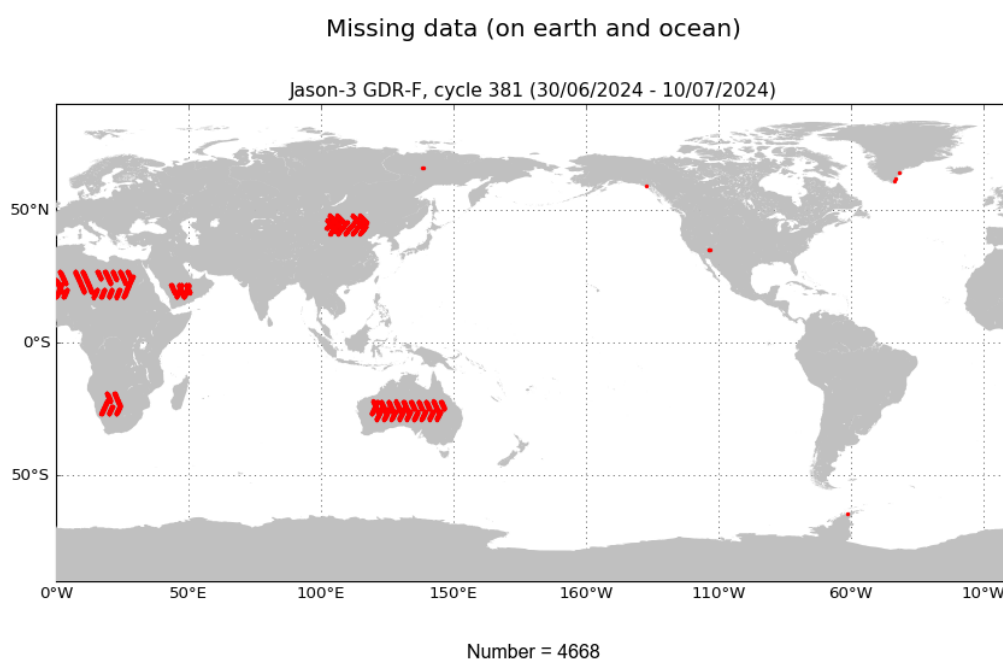 Missing data (on earth and ocean)
Jason-3 GDR-F, cycle 381 (30/06/2024 - 10/07/2024)
50°N
0°S
50°S
0°W 50°E 100°E 150°E 160°W 110°W 60°W 10°W
Number = 4668